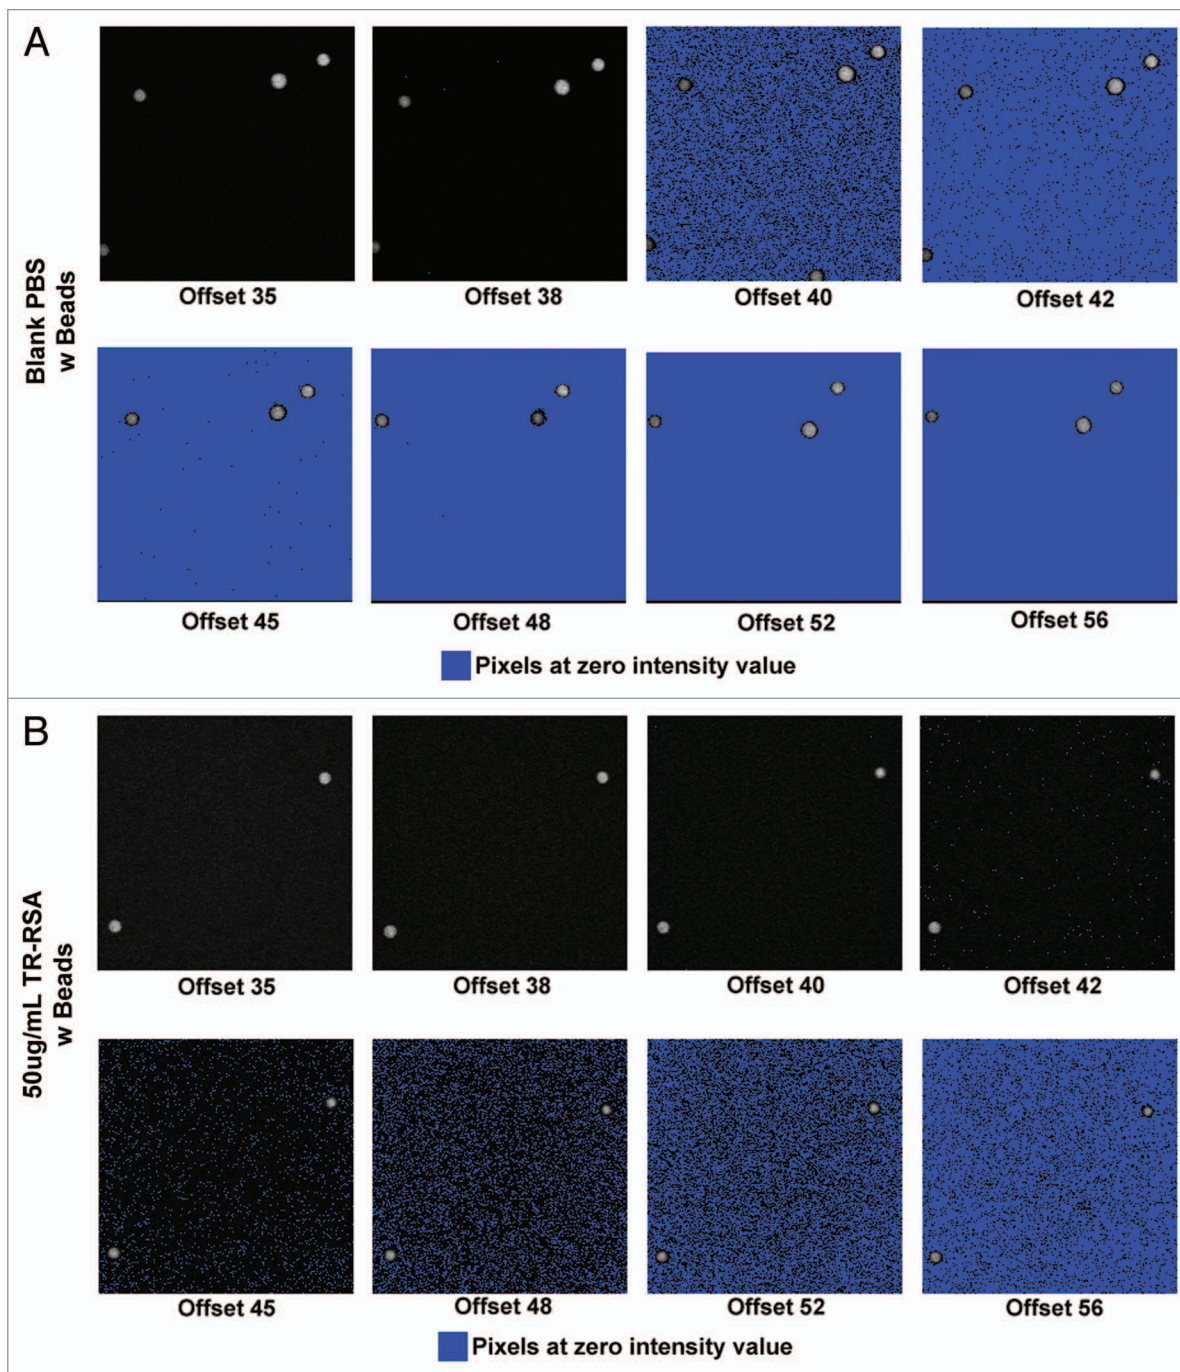 A
Blank PBS
w Beads
Offset 35
Offset 38
Offset 40
Offset 42
Offset 45
Offset 48
Offset 52
Offset 56
Pixels at zero intensity value
B
50ug/mL TR-RSA
w Beads
Offset 35
Offset 38
Offset 40
Offset 42
Offset 45
Offset 48
Offset 52
Offset 56
Pixels at zero intensity value